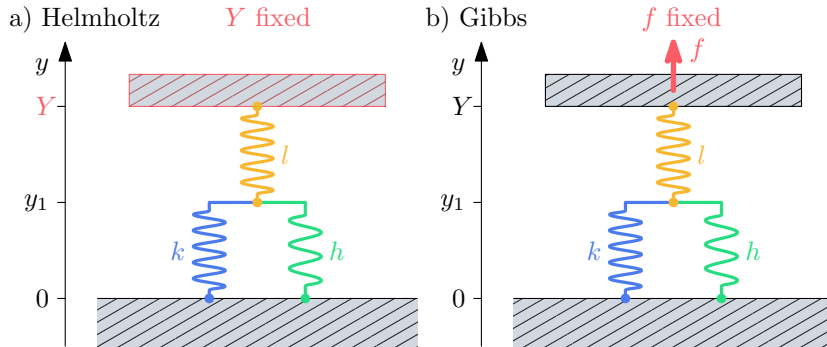 a) Helmholtz
Y fixed
y
Y
l
y₁
k
h
0
b) Gibbs
f fixed
f
y
Y
l
y₁
k
h
0